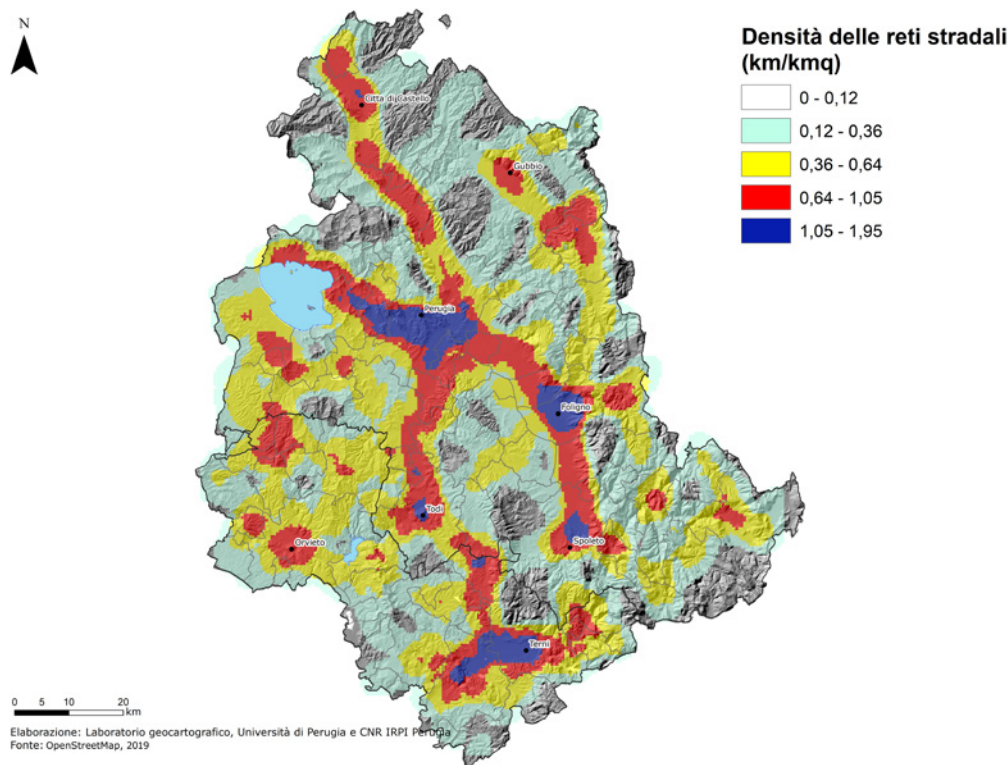 N
Densità delle reti stradali
(km/kmq)
0 - 0,12
0,12 - 0,36
0,36 - 0,64
0,64 - 1,05
1,05 - 1,95
Città di Castello
Gubbio
Perugia
Foligno
Todi
Orvieto
Spoleto
Terni
0 5 10 20
km
Elaborazione: Laboratorio geocartografico, Università di Perugia e CNR IRPI Perugia
Fonte: OpenStreetMap, 2019